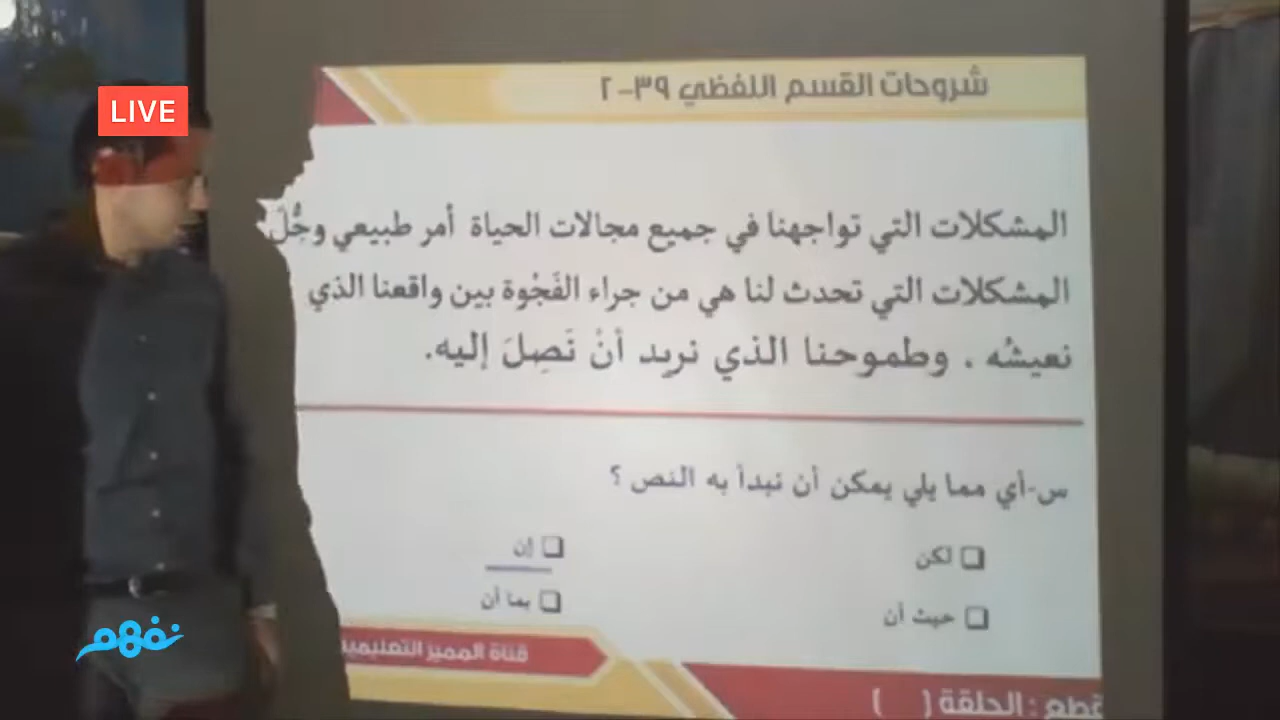 LIVE
شروحات القسم اللفظي ٣٩-٢
المشكلات التي تواجهنا في جميع مجالات الحياة أمر طبيعي وجُلّ
المشكلات التي تحدث لنا هي من جراء الفَجْوة بين واقعنا الذي
نعيشُه . وطموحنا الذي نريد أنْ نَصِلَ إليه.
س-أي مما يلي يمكن أن نبدأ به النص ؟
لكن
إن
حيث أن
بما أن
قناة المميز التعليمية
قطع : الحلقة ( )
نفهم